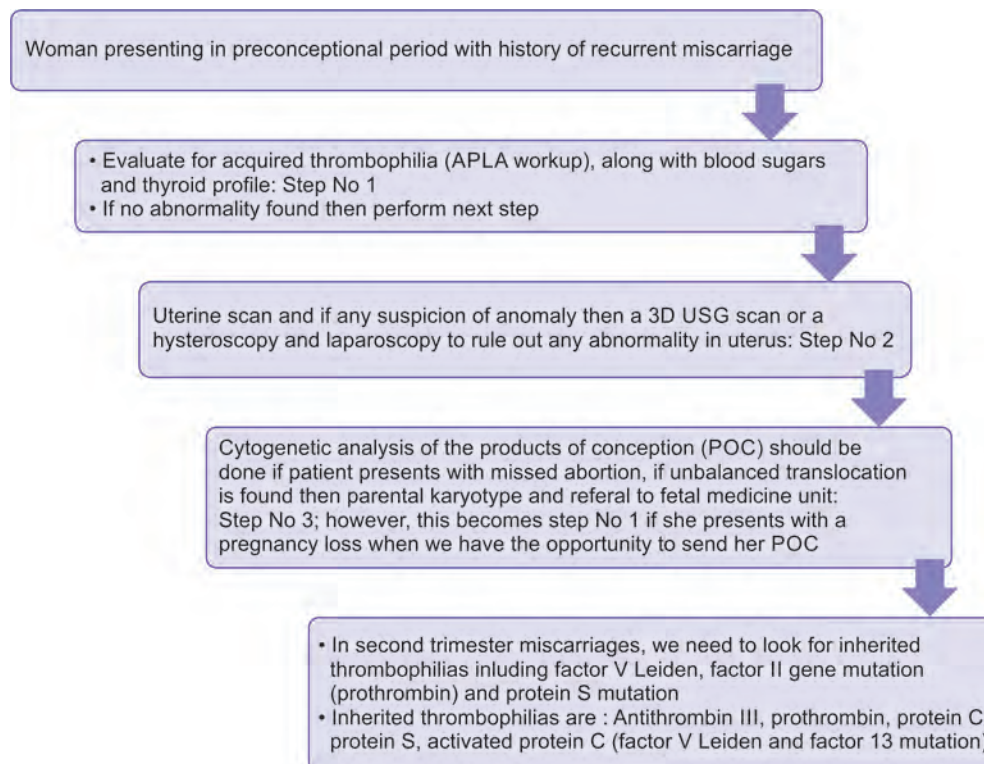 Woman presenting in preconceptional period with history of recurrent miscarriage
• Evaluate for acquired thrombophilia (APLA workup), along with blood sugars
and thyroid profile: Step No 1
• If no abnormality found then perform next step
Uterine scan and if any suspicion of anomaly then a 3D USG scan or a
hysteroscopy and laparoscopy to rule out any abnormality in uterus: Step No 2
Cytogenetic analysis of the products of conception (POC) should be
done if patient presents with missed abortion, if unbalanced translocation
is found then parental karyotype and referal to fetal medicine unit:
Step No 3; however, this becomes step No 1 if she presents with a
pregnancy loss when we have the opportunity to send her POC
• In second trimester miscarriages, we need to look for inherited
thrombophilias inluding factor V Leiden, factor II gene mutation
(prothrombin) and protein S mutation
• Inherited thrombophilias are : Antithrombin III, prothrombin, protein C
protein S, activated protein C (factor V Leiden and factor 13 mutation)